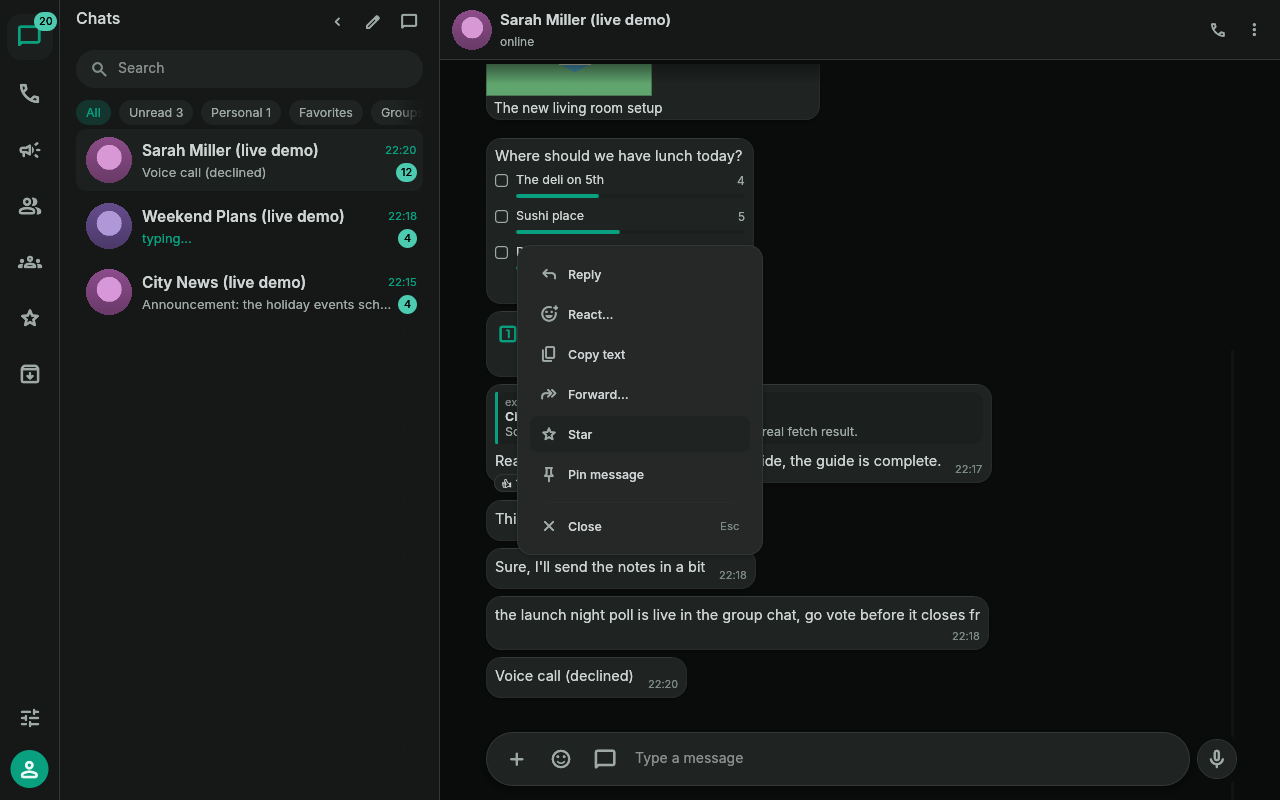 20
Chats
Search
All
Unread 3
Personal 1
Favorites
Group
Sarah Miller (live demo)
22:20
Voice call (declined)
12
Weekend Plans (live demo)
22:18
typing...
4
City News (live demo)
22:15
Announcement: the holiday events sch...
4
Sarah Miller (live demo)
online
The new living room setup
Where should we have lunch today?
The deli on 5th
4
Sushi place
5
Reply
React...
Copy text
Forward...
Star
Pin message
Close
Esc
real fetch result.
the guide is complete.
22:17
Sure, I'll send the notes in a bit
22:18
the launch night poll is live in the group chat, go vote before it closes fr
22:18
Voice call (declined)
22:20
Type a message